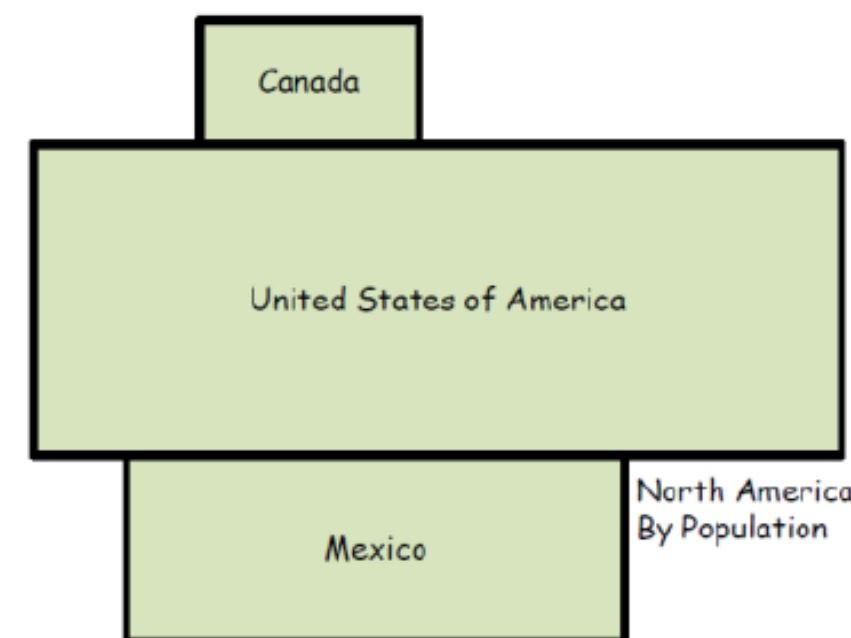 Canada
United States of America
North America
By Population
Mexico